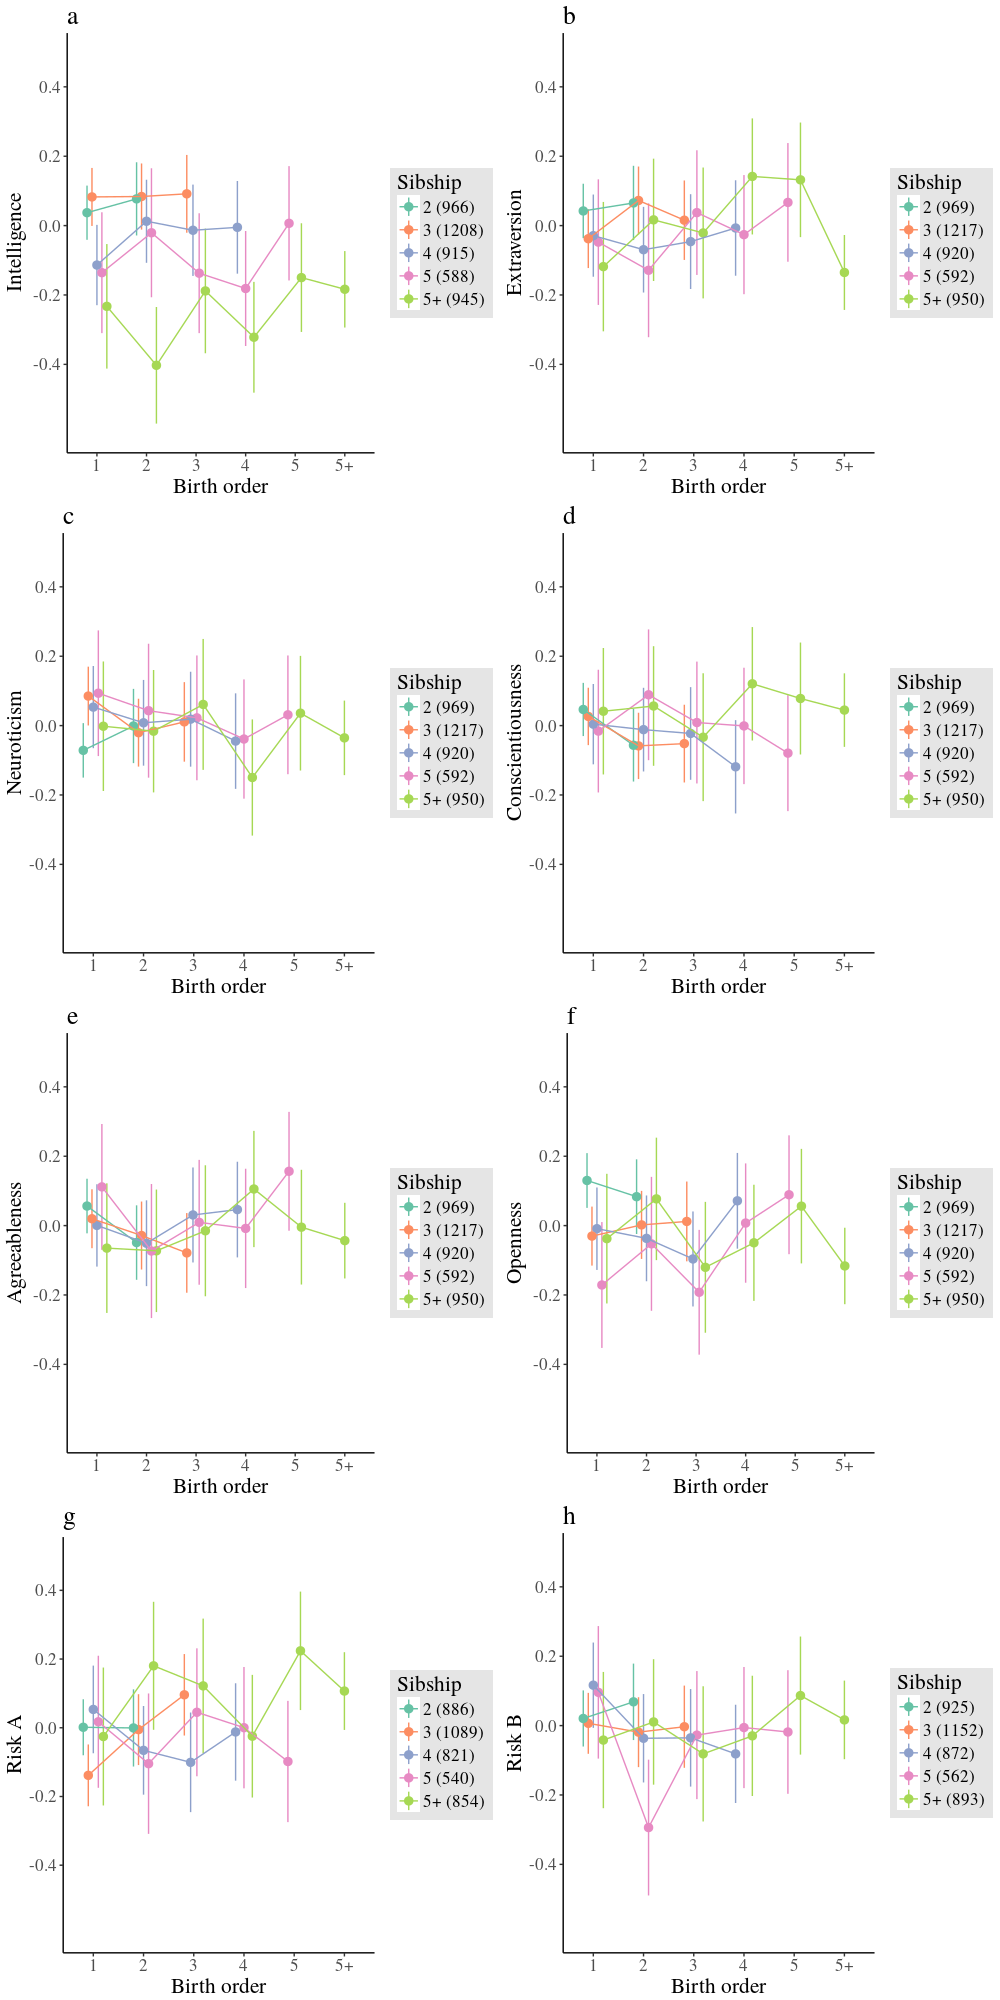 a
Intelligence
0.4
0.2
0.0
-0.2
-0.4
1 2 3 4 5 5+
Birth order
Sibship
2 (966)
3 (1208)
4 (915)
5 (588)
5+ (945)
b
Extraversion
0.4
0.2
0.0
-0.2
-0.4
1 2 3 4 5 5+
Birth order
Sibship
2 (969)
3 (1217)
4 (920)
5 (592)
5+ (950)
c
Neuroticism
0.4
0.2
0.0
-0.2
-0.4
1 2 3 4 5 5+
Birth order
Sibship
2 (969)
3 (1217)
4 (920)
5 (592)
5+ (950)
d
Conscientiousness
0.4
0.2
0.0
-0.2
-0.4
1 2 3 4 5 5+
Birth order
Sibship
2 (969)
3 (1217)
4 (920)
5 (592)
5+ (950)
e
Agreeableness
0.4
0.2
0.0
-0.2
-0.4
1 2 3 4 5 5+
Birth order
Sibship
2 (969)
3 (1217)
4 (920)
5 (592)
5+ (950)
f
Openness
0.4
0.2
0.0
-0.2
-0.4
1 2 3 4 5 5+
Birth order
Sibship
2 (969)
3 (1217)
4 (920)
5 (592)
5+ (950)
g
Risk A
0.4
0.2
0.0
-0.2
-0.4
1 2 3 4 5 5+
Birth order
Sibship
2 (886)
3 (1089)
4 (821)
5 (540)
5+ (854)
h
Risk B
0.4
0.2
0.0
-0.2
-0.4
1 2 3 4 5 5+
Birth order
Sibship
2 (925)
3 (1152)
4 (872)
5 (562)
5+ (893)